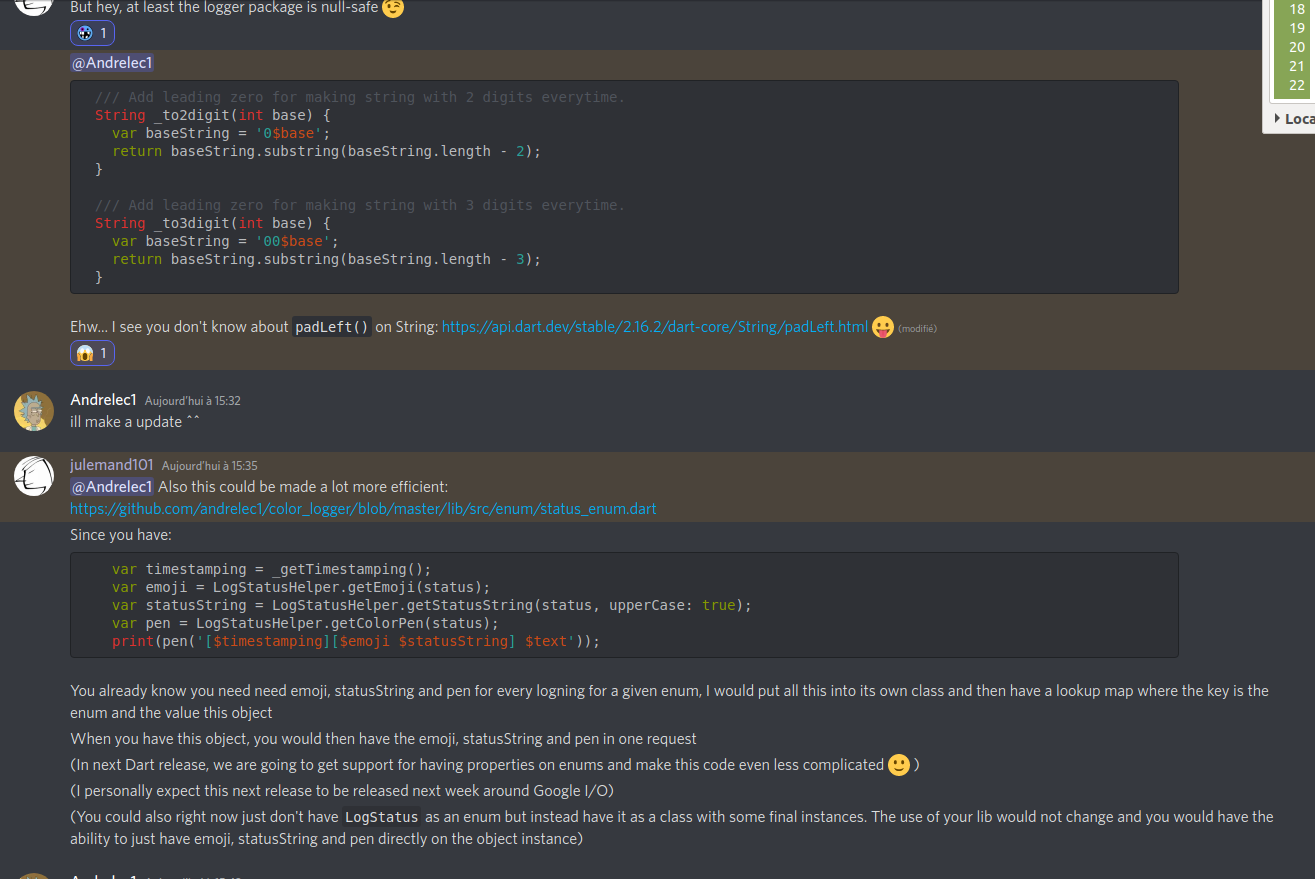 But hey, at least the logger package is null-safe 😉
1
18
19
20
21
22
Loca
@Andrelec1
/// Add leading zero for making string with 2 digits everytime.
String _to2digit(int base) {
var baseString = '0$base';
return baseString.substring(baseString.length - 2);
}
/// Add leading zero for making string with 3 digits everytime.
String _to3digit(int base) {
var baseString = '00$base';
return baseString.substring(baseString.length - 3);
}
Ehw... I see you don't know about padLeft() on String: https://api.dart.dev/stable/2.16.2/dart-core/String/padLeft.html 😛 (modifié)
😱 1
Andrelec1 Aujourd'hui à 15:32
ill make a update ^^
julemand101 Aujourd'hui à 15:35
@Andrelec1 Also this could be made a lot more efficient:
https://github.com/andrelec1/color_logger/blob/master/lib/src/enum/status_enum.dart
Since you have:
var timestamping = _getTimestamping();
var emoji = LogStatusHelper.getEmoji(status);
var statusString = LogStatusHelper.getStatusString(status, upperCase: true);
var pen = LogStatusHelper.getColorPen(status);
print(pen('[$timestamping][$emoji $statusString] $text'));
You already know you need need emoji, statusString and pen for every logning for a given enum, I would put all this into its own class and then have a lookup map where the key is the
enum and the value this object
When you have this object, you would then have the emoji, statusString and pen in one request
(In next Dart release, we are going to get support for having properties on enums and make this code even less complicated 🙂 )
(I personally expect this next release to be released next week around Google I/O)
(You could also right now just don't have LogStatus as an enum but instead have it as a class with some final instances. The use of your lib would not change and you would have the
ability to just have emoji, statusString and pen directly on the object instance)